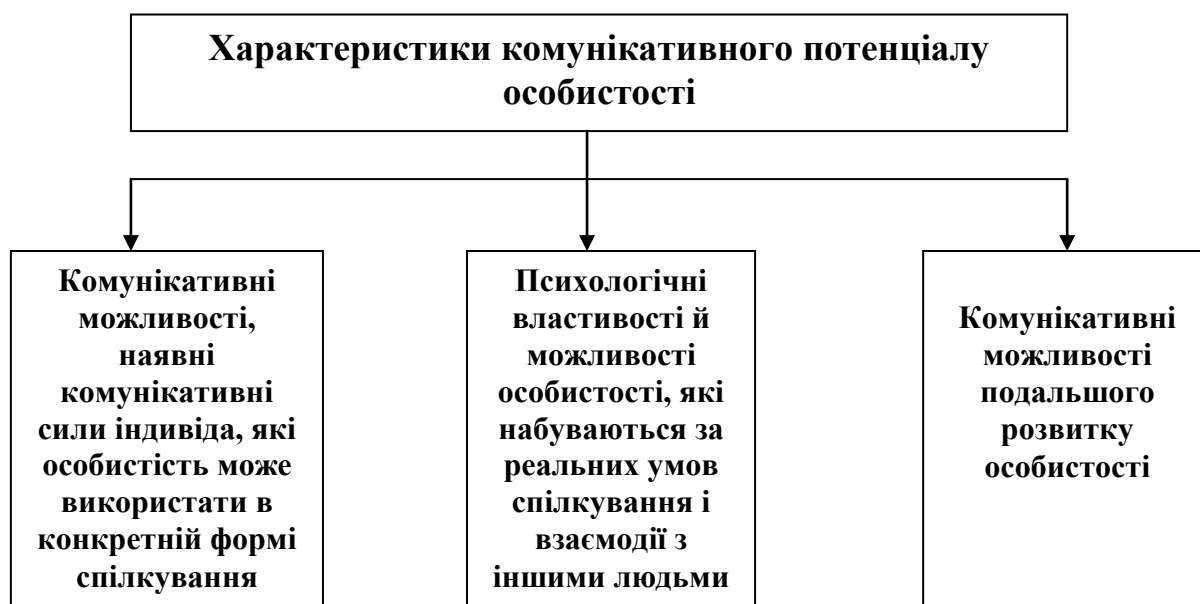 Характеристики комунікативного потенціалу
особистості
Комунікативні
можливості,
наявні
комунікативні
сили індивіда, які
особистість може
використати в
конкретній формі
спілкування
Психологічні
властивості й
можливості
особистості, які
набуваються за
реальних умов
спілкування і
взаємодії з
іншими людьми
Комунікативні
можливості
подальшого
розвитку
особистості